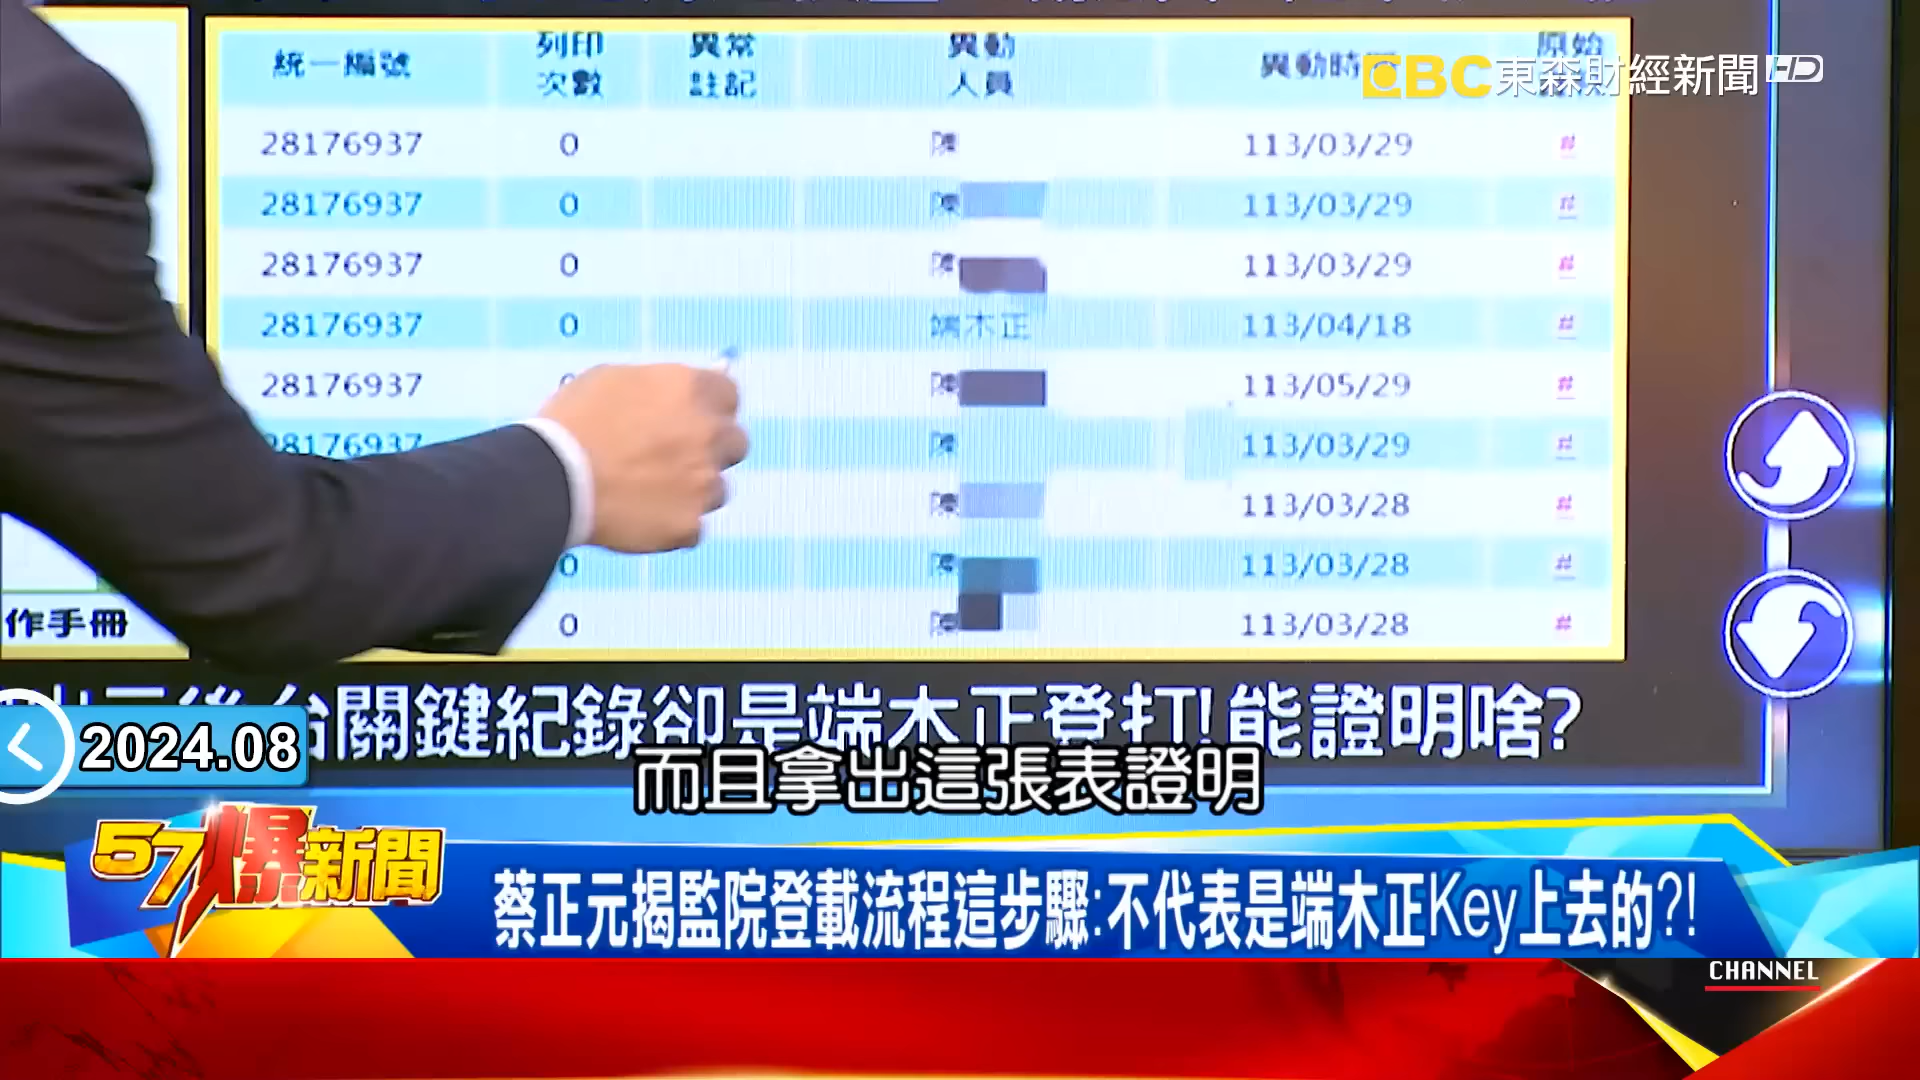 統一編號 列印次數 異常註記 異動人員 異動時 原始
EBC 東森財經新聞 HD
28176937 0 陳 113/03/29 #
28176937 0 陳 113/03/29 #
28176937 0 陳 113/03/29 #
28176937 0 端木正 113/04/18 #
28176937 陳 113/05/29 #
28176937 陳 113/03/29 #
陳 113/03/28 #
0 陳 113/03/28 #
0 陳 113/03/28 #
作手冊
後台關鍵紀錄卻是端木正登打!能證明啥?
2024.08
而且拿出這張表證明
57爆新聞
蔡正元揭監院登載流程這步驟:不代表是端木正Key上去的?!
CHANNEL